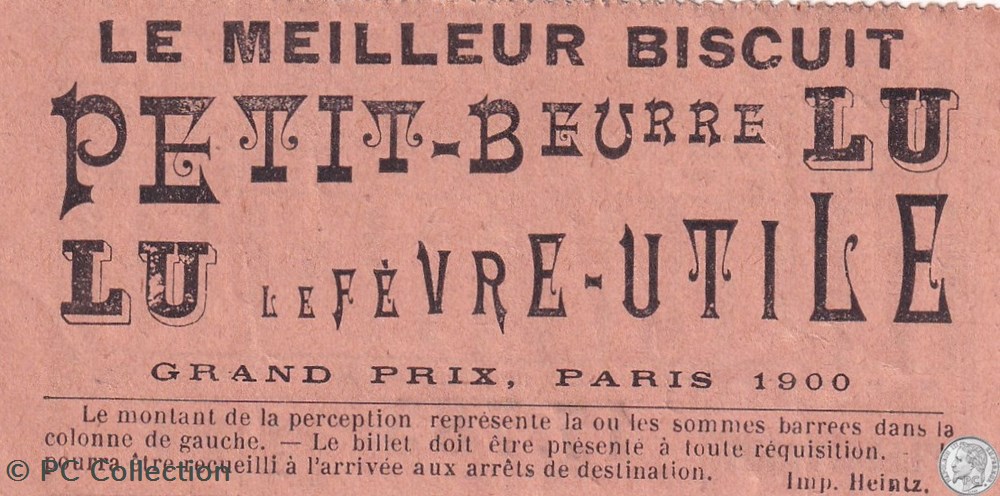 LE MEILLEUR BISCUIT
PETIT-BEURRE LU
LU LEFÈVRE-UTILE
GRAND PRIX, PARIS 1900
Le montant de la perception représente la ou les sommes barrées dans la
colonne de gauche. — Le billet doit être présenté à toute réquisition.
pourra être recueilli à l'arrivée aux arrêts de destination.
Imp. Heintz.
© PC Collection